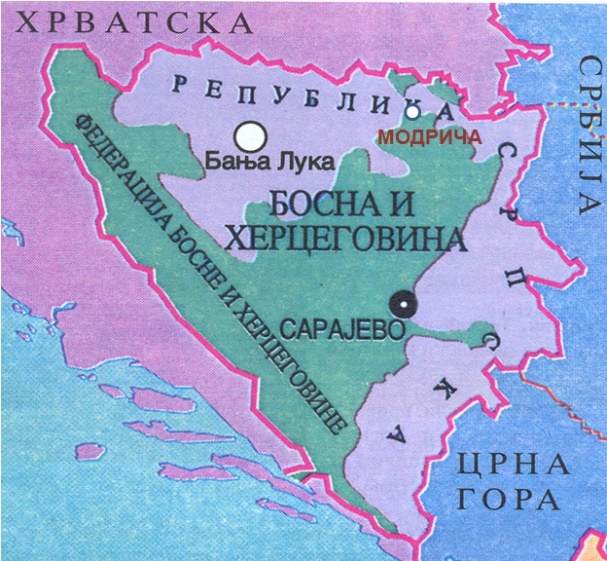 ХРВАТСКА
СРБИЈА
РЕПУБЛИКА
СРПСКА
МОДРИЧА
Бања Лука
ФЕДЕРАЦИЈА БОСНЕ И ХЕРЦЕГОВИНЕ
БОСНА И
ХЕРЦЕГОВИНА
САРАЈЕВО
ЦРНА
ГОРА